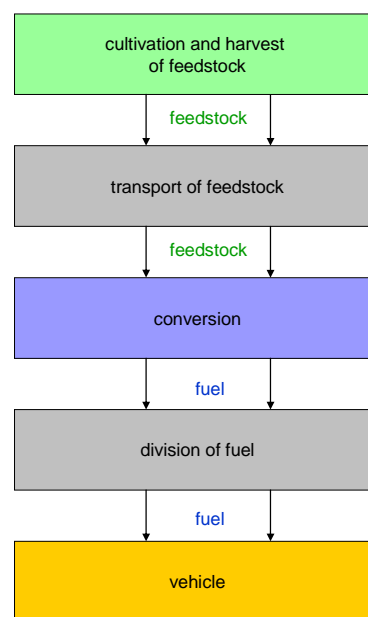 cultivation and harvest
of feedstock
feedstock
transport of feedstock
feedstock
conversion
fuel
division of fuel
fuel
vehicle